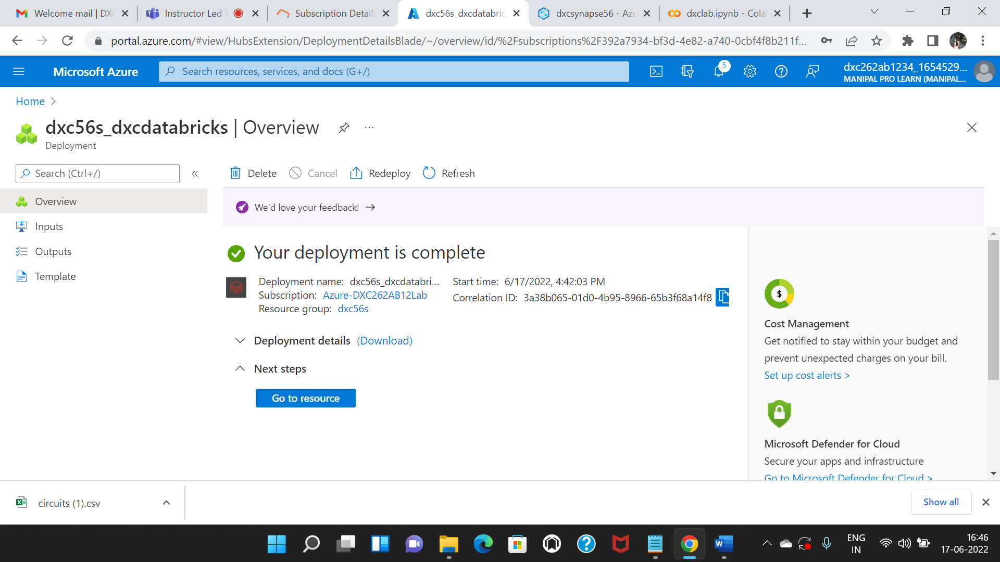 Welcome mail | DXC
Instructor Led T
Subscription Details
dxc56s_dxcdatabric
dxcsynapse56 - Azu
dxclab.ipynb - Colab
portal.azure.com/#view/HubsExtension/DeploymentDetailsBlade/~/overview/id/%2Fsubscriptions%2F392a7934-bf3d-4e82-a740-0cbf4f8b211f...
Microsoft Azure
Search resources, services, and docs (G+/)
5
dxc262ab1234_1654529...
MANIPAL PRO LEARN (MANIPAL...
Home
dxc56s_dxcdatabricks | Overview
Deployment
Search (Ctrl+/)
Delete
Cancel
Redeploy
Refresh
Overview
Inputs
Outputs
Template
We'd love your feedback! →
Your deployment is complete
Deployment name: dxc56s_dxcdatabri...
Subscription: Azure-DXC262AB12Lab
Resource group: dxc56s
Start time: 6/17/2022, 4:42:03 PM
Correlation ID: 3a38b065-01d0-4b95-8966-65b3f68a14f8
Deployment details (Download)
Next steps
Go to resource
$
Cost Management
Get notified to stay within your budget and
prevent unexpected charges on your bill.
Set up cost alerts >
Microsoft Defender for Cloud
Secure your apps and infrastructure
Go to Microsoft Defender for Cloud >
circuits (1).csv
Show all
ENG
IN
16:46
17-06-2022